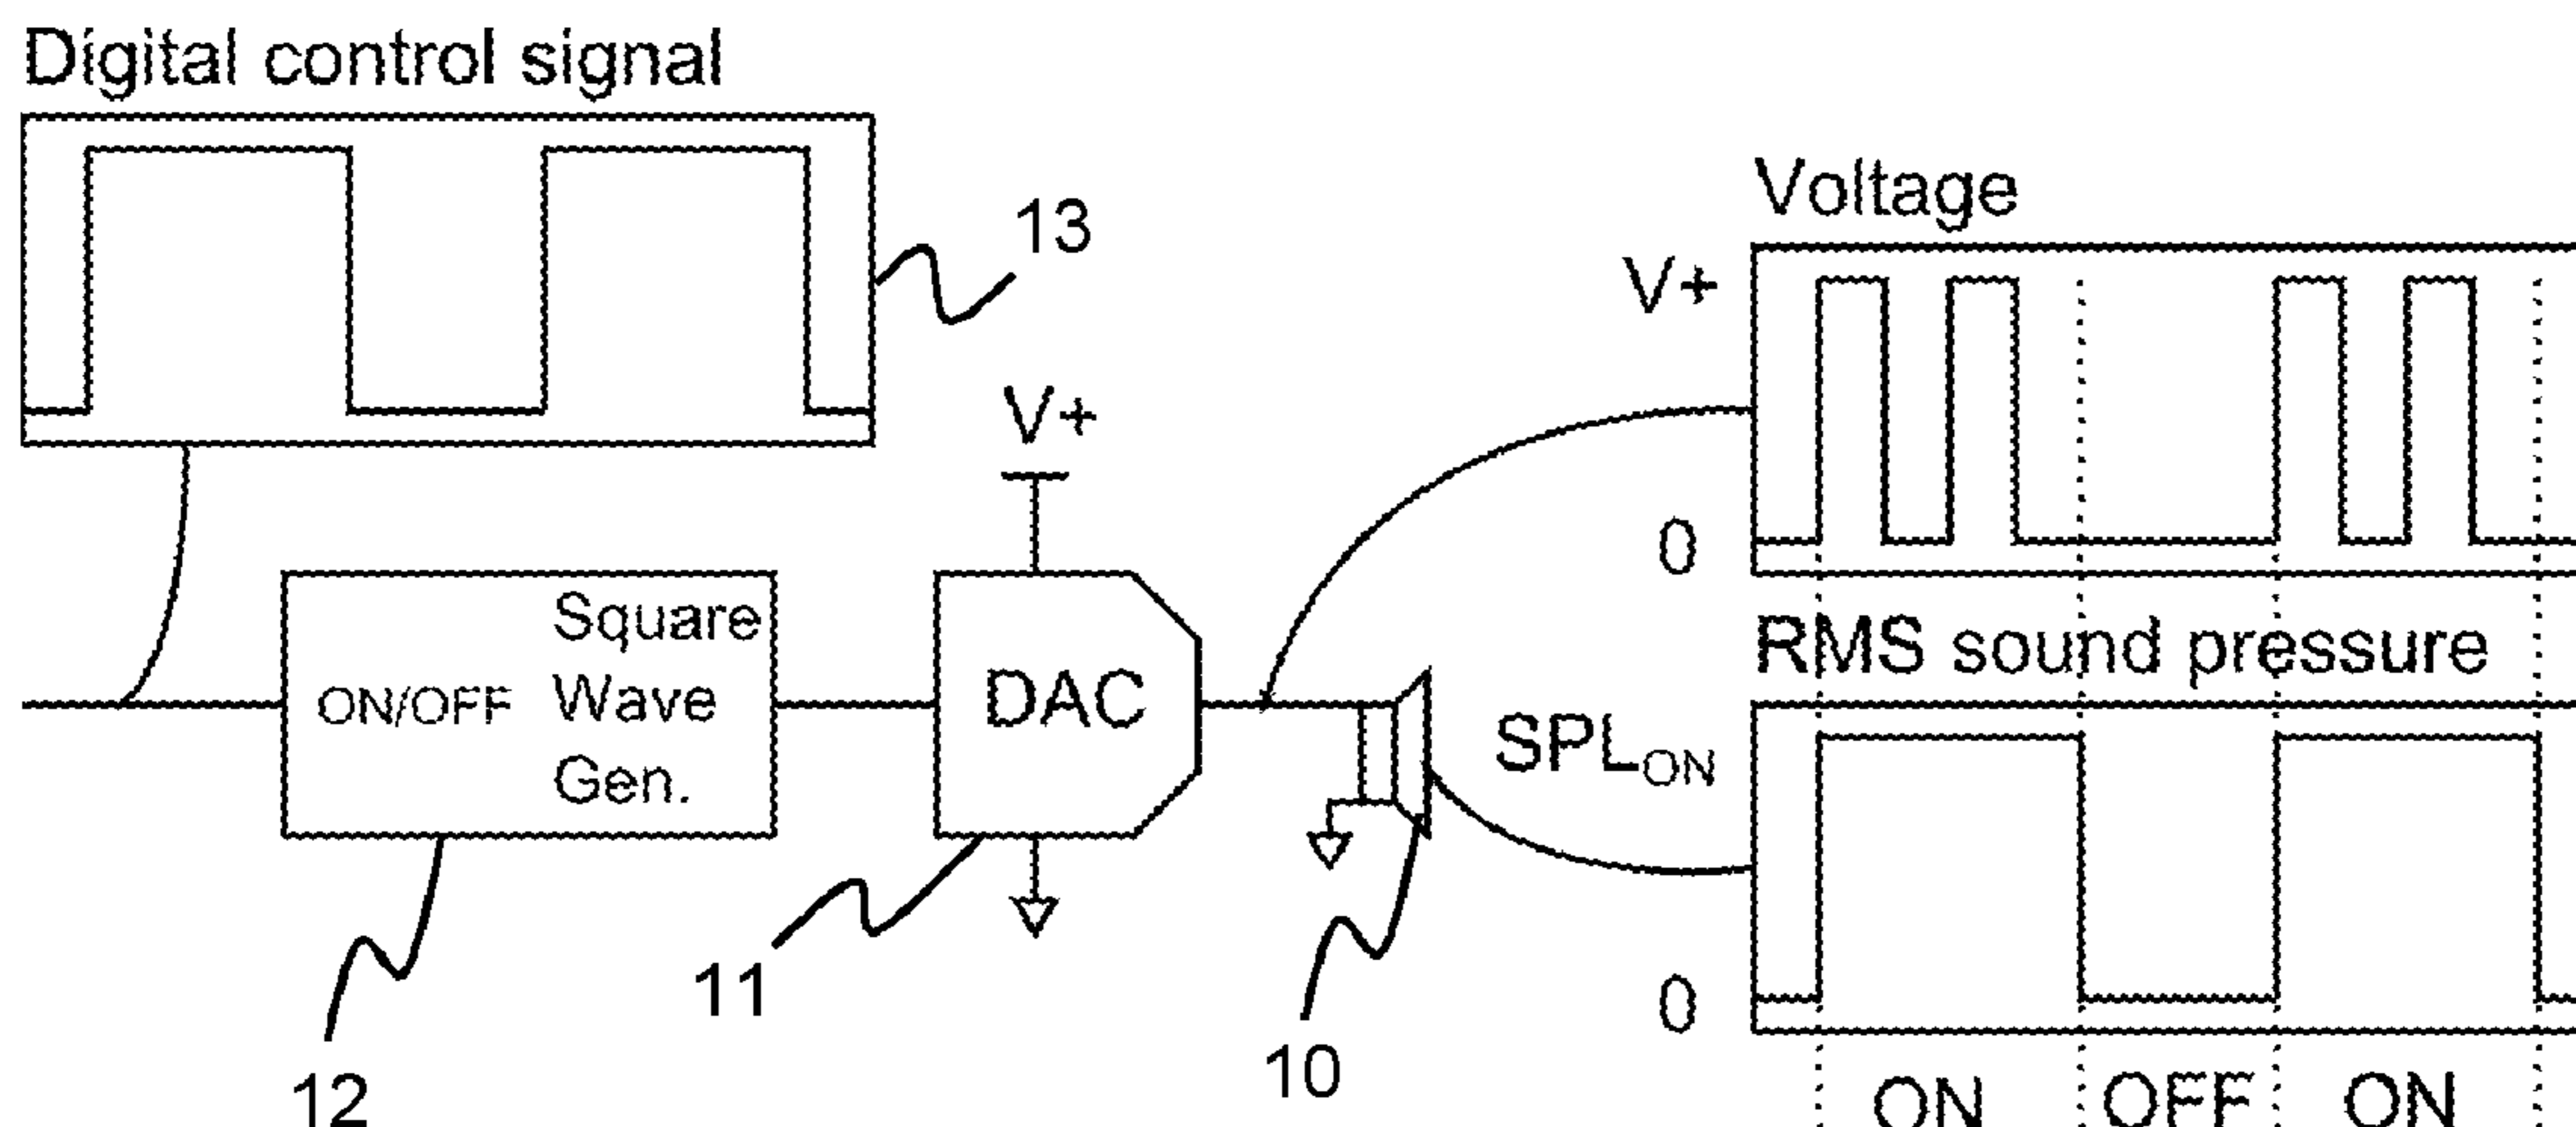 Digital control signal
13
Voltage
V+
V+
0
ON/OFF
Square
Wave
Gen.
DAC
RMS sound pressure
SPL_ON
11
0
10
12
ON
OFF
ON